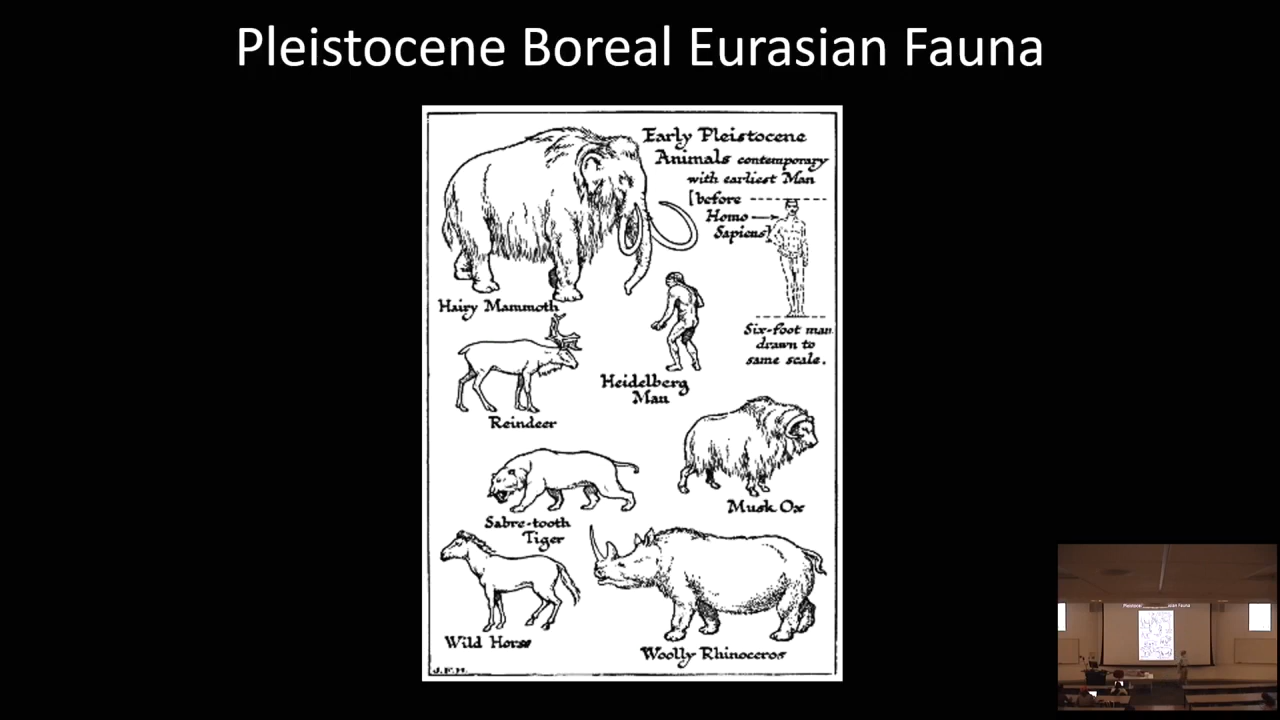 Pleistocene Boreal Eurasian Fauna
Early Pleistocene
Animals contemporary
with earliest Man
[before
Homo
Sapiens]
Six-foot man
drawn to
same scale.
Hairy Mammoth
Heidelberg
Man
Reindeer
Musk Ox
Sabre-tooth
Tiger
Wild Horse
Woolly Rhinoceros
J.F.H.